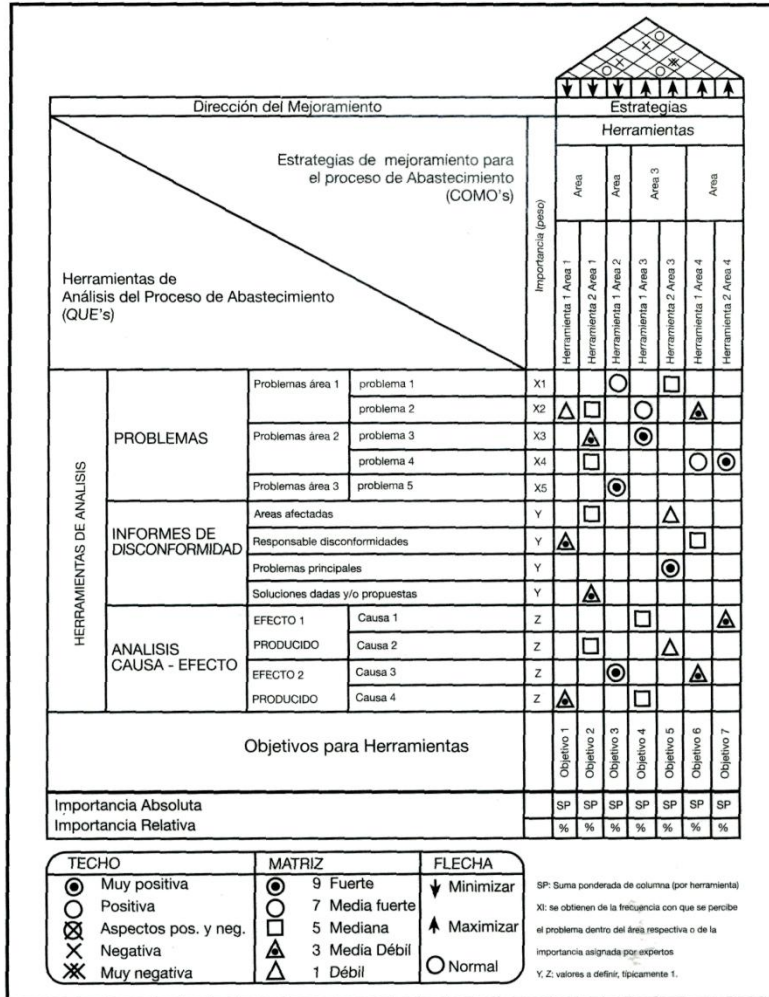 Dirección del Mejoramiento
Estrategias
Herramientas
Estrategias de mejoramiento para
el proceso de Abastecimiento
(COMO's)
Herramientas de
Análisis del Proceso de Abastecimiento
(QUE's)
Importancia (peso)
Area
Area
Area 3
Area
Herramienta 1 Area 1
Herramienta 2 Area 1
Herramienta 1 Area 2
Herramienta 1 Area 3
Herramienta 2 Area 3
Herramienta 1 Area 4
Herramienta 2 Area 4
HERRAMIENTAS DE ANALISIS
PROBLEMAS
Problemas área 1 problema 1 X1
problema 2 X2
Problemas área 2 problema 3 X3
problema 4 X4
Problemas área 3 problema 5 X5
INFORMES DE
DISCONFORMIDAD
Areas afectadas Y
Responsable disconformidades Y
Problemas principales Y
Soluciones dadas y/o propuestas Y
ANALISIS
CAUSA - EFECTO
EFECTO 1 Causa 1 Z
PRODUCIDO Causa 2 Z
EFECTO 2 Causa 3 Z
PRODUCIDO Causa 4 Z
Objetivos para Herramientas
Objetivo 1
Objetivo 2
Objetivo 3
Objetivo 4
Objetivo 5
Objetivo 6
Objetivo 7
Importancia Absoluta SP SP SP SP SP SP SP
Importancia Relativa % % % % % % %
TECHO
Muy positiva
Positiva
Aspectos pos. y neg.
Negativa
Muy negativa
MATRIZ
9 Fuerte
7 Media fuerte
5 Mediana
3 Media Débil
1 Débil
FLECHA
Minimizar
Maximizar
Normal
SP: Suma ponderada de columna (por herramienta)
XI: se obtienen de la frecuencia con que se percibe
el problema dentro del área respectiva o de la
importancia asignada por expertos
Y, Z; valores a definir, típicamente 1.